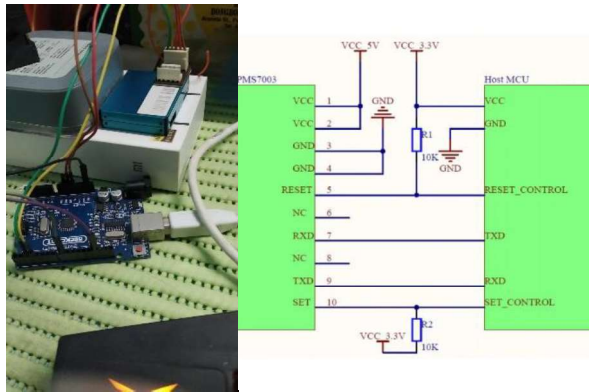 VCC_5V VCC_3.3V
PMS7003 Host MCU
VCC 1 GND VCC
VCC 2 GND
GND 3 R1
10K
GND 4 GND
RESET 5 RESET_CONTROL
NC 6
RXD 7 TXD
NC 8
TXD 9 RXD
SET 10 SET_CONTROL
R2
VCC_3.3V
10K